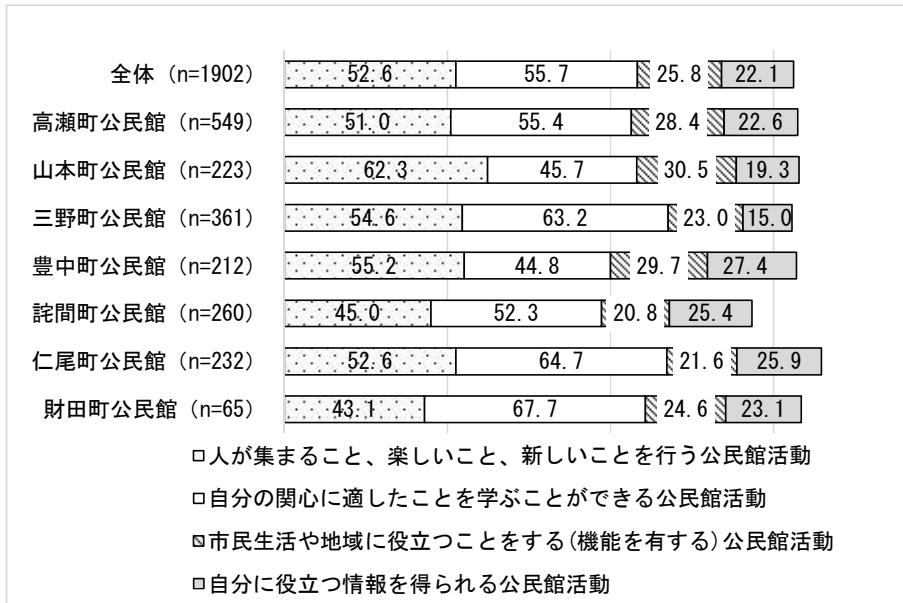 全体 (n=1902) 52.6 55.7 25.8 22.1
高瀬町公民館 (n=549) 51.0 55.4 28.4 22.6
山本町公民館 (n=223) 62.3 45.7 30.5 19.3
三野町公民館 (n=361) 54.6 63.2 23.0 15.0
豊中町公民館 (n=212) 55.2 44.8 29.7 27.4
詫間町公民館 (n=260) 45.0 52.3 20.8 25.4
仁尾町公民館 (n=232) 52.6 64.7 21.6 25.9
財田町公民館 (n=65) 43.1 67.7 24.6 23.1
人が集まること、楽しいこと、新しいことを行う公民館活動
自分の関心に適したことを学ぶことができる公民館活動
市民生活や地域に役立つことをする(機能を有する)公民館活動
自分に役立つ情報を得られる公民館活動